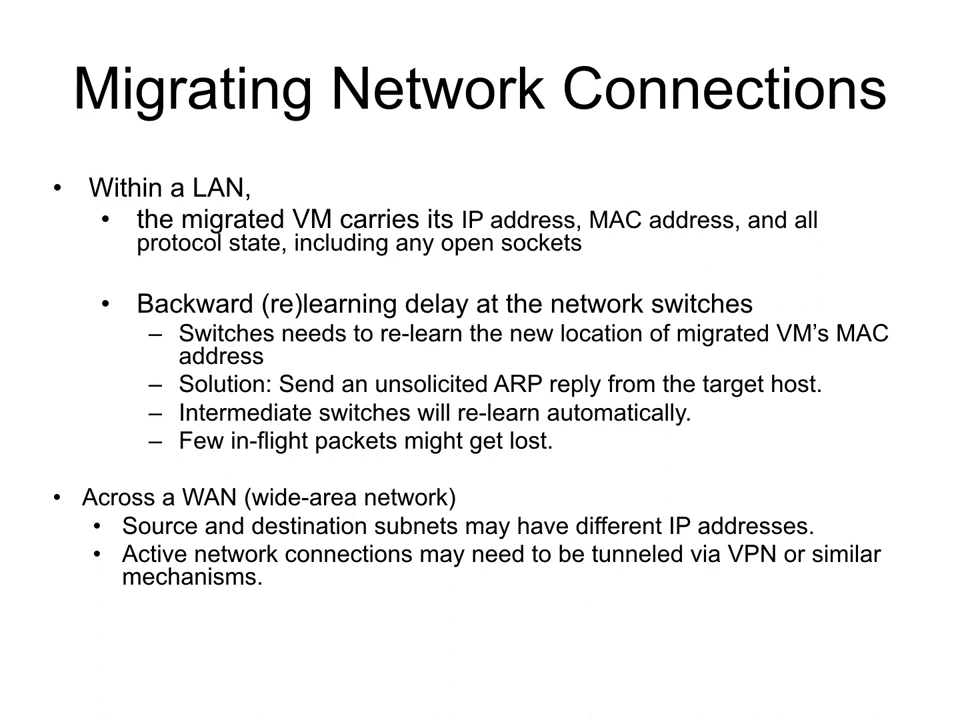 Migrating Network Connections
• Within a LAN,
• the migrated VM carries its IP address, MAC address, and all
protocol state, including any open sockets
• Backward (re)learning delay at the network switches
– Switches needs to re-learn the new location of migrated VM’s MAC
address
– Solution: Send an unsolicited ARP reply from the target host.
– Intermediate switches will re-learn automatically.
– Few in-flight packets might get lost.
• Across a WAN (wide-area network)
• Source and destination subnets may have different IP addresses.
• Active network connections may need to be tunneled via VPN or similar
mechanisms.